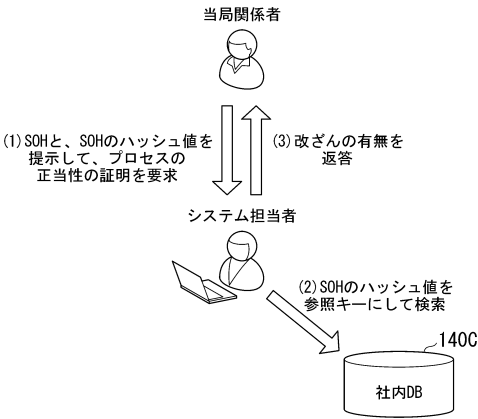 当局関係者
(1)SOHと、SOHのハッシュ値を
提示して、プロセスの
正当性の証明を要求
(3)改ざんの有無を
返答
システム担当者
(2)SOHのハッシュ値を
参照キーにして検索
140C
社内DB